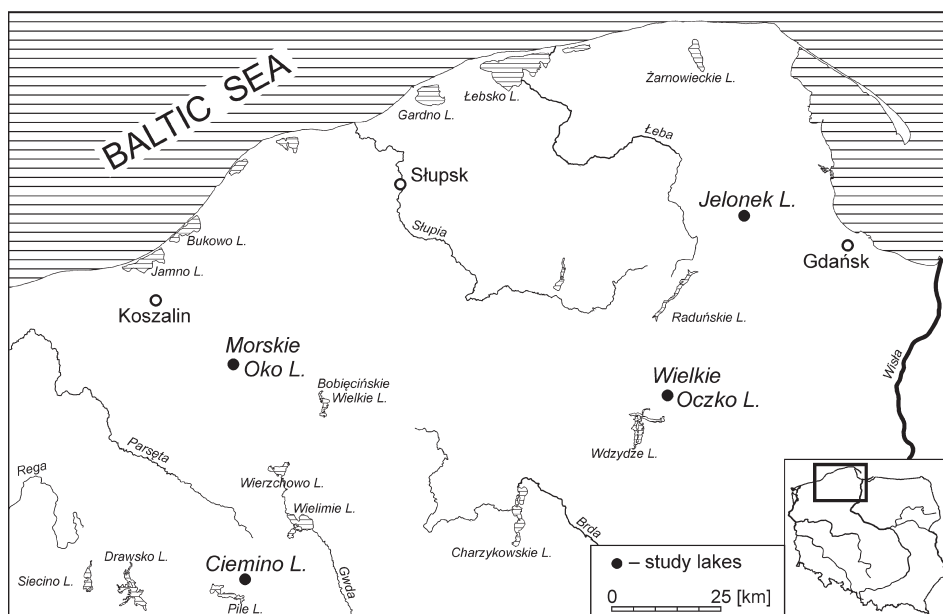 BALTIC SEA
Żarnowieckie L.
Łebsko L.
Gardno L.
Łeba
Słupsk
Jelonek L.
Słupia
Bukowo L.
Jamno L.
Gdańsk
Koszalin
Raduńskie L.
Morskie
Oko L.
Wisła
Wielkie
Oczko L.
Bobięcińskie
Wielkie L.
Wdzydze L.
Parsęta
Rega
Wierzchowo L.
Wielimie L.
Brda
Charzykowskie L.
Drawsko L.
Ciemino L.
Siecino L.
Gwda
Pile L.
– study lakes
0 25 [km]